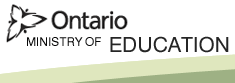 Ontario
MINISTRY OF EDUCATION